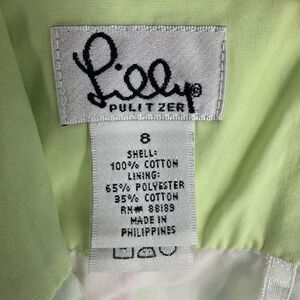 Lilly®
PULITZER
8
SHELL:
100% COTTON
LINING:
65% POLYESTER
35% COTTON
RN# 88189
MADE IN
PHILIPPINES